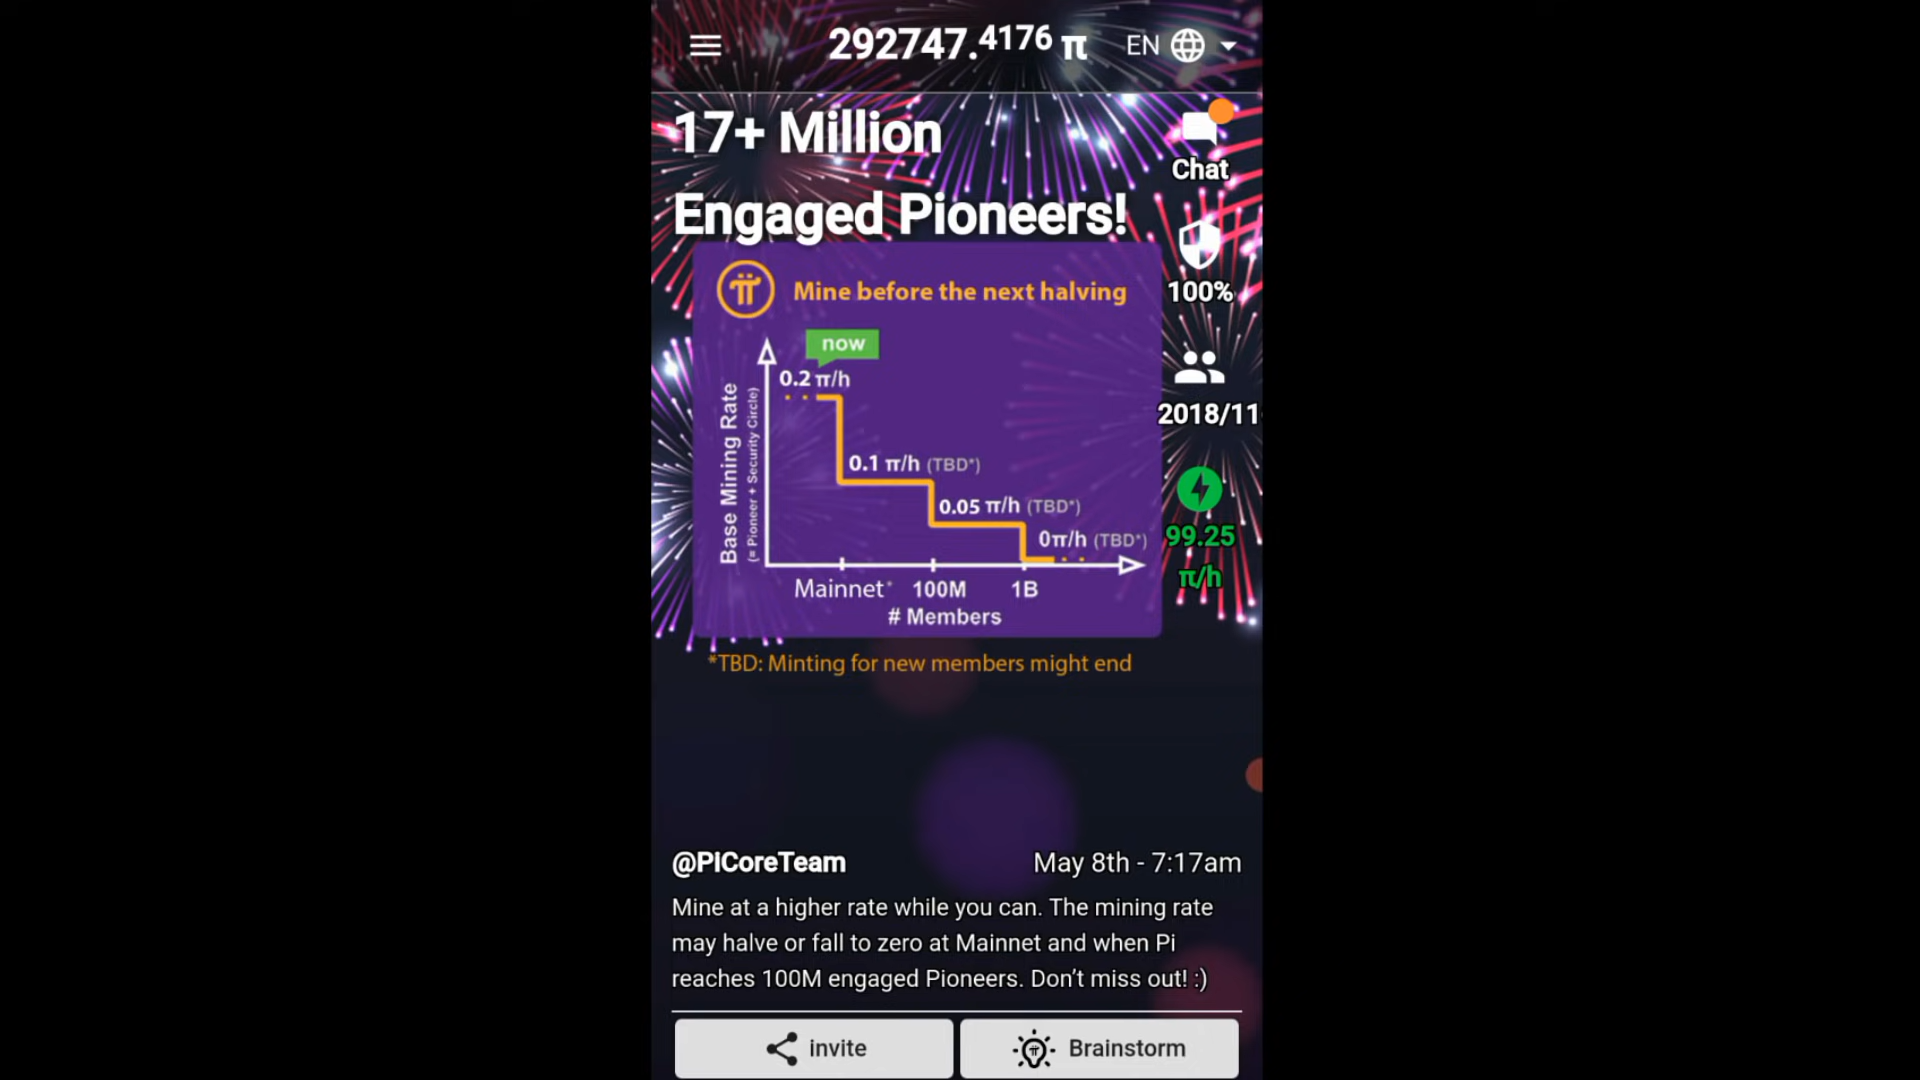 292747.4176 π EN
17+ Million
Engaged Pioneers!
Chat
100%
2018/11
99.25
π/h
Mine before the next halving
now
0.2 π/h
0.1 π/h (TBD*)
0.05 π/h (TBD*)
0π/h (TBD*)
Base Mining Rate
(= Pioneer + Security Circle)
Mainnet* 100M 1B
# Members
*TBD: Minting for new members might end
@PiCoreTeam May 8th - 7:17am
Mine at a higher rate while you can. The mining rate
may halve or fall to zero at Mainnet and when Pi
reaches 100M engaged Pioneers. Don't miss out! :)
invite Brainstorm